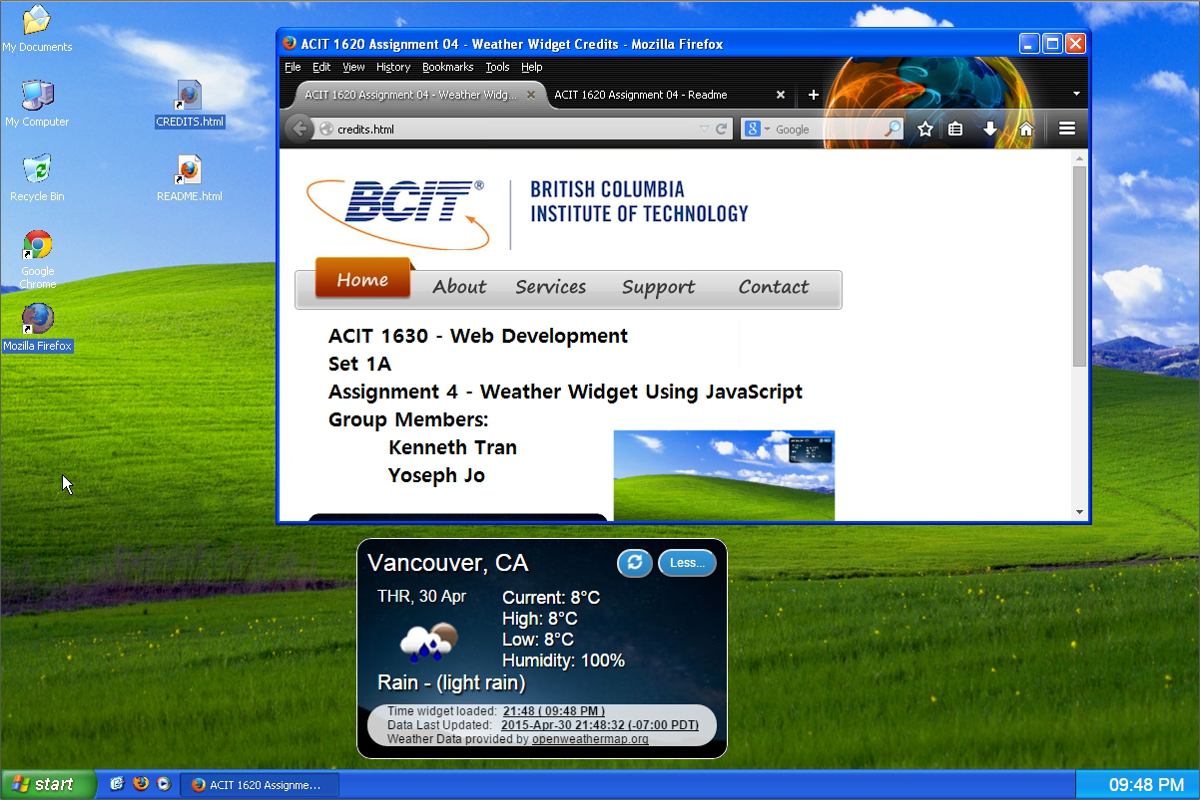 My Documents
My Computer
Recycle Bin
Google
Chrome
Mozilla Firefox
CREDITS.html
README.html
ACIT 1620 Assignment 04 - Weather Widget Credits - Mozilla Firefox
File Edit View History Bookmarks Tools Help
ACIT 1620 Assignment 04 - Weather Widg... ACIT 1620 Assignment 04 - Readme
credits.html
8 Google
BCIT®
BRITISH COLUMBIA
INSTITUTE OF TECHNOLOGY
Home About Services Support Contact
ACIT 1630 - Web Development
Set 1A
Assignment 4 - Weather Widget Using JavaScript
Group Members:
Kenneth Tran
Yoseph Jo
Vancouver, CA
Less...
THR, 30 Apr
Current: 8°C
High: 8°C
Low: 8°C
Humidity: 100%
Rain - (light rain)
Time widget loaded: 21:48 ( 09:48 PM )
Data Last Updated: 2015-Apr-30 21:48:32 (-07:00 PDT)
Weather Data provided by openweathermap.org
start
ACIT 1620 Assignme...
09:48 PM